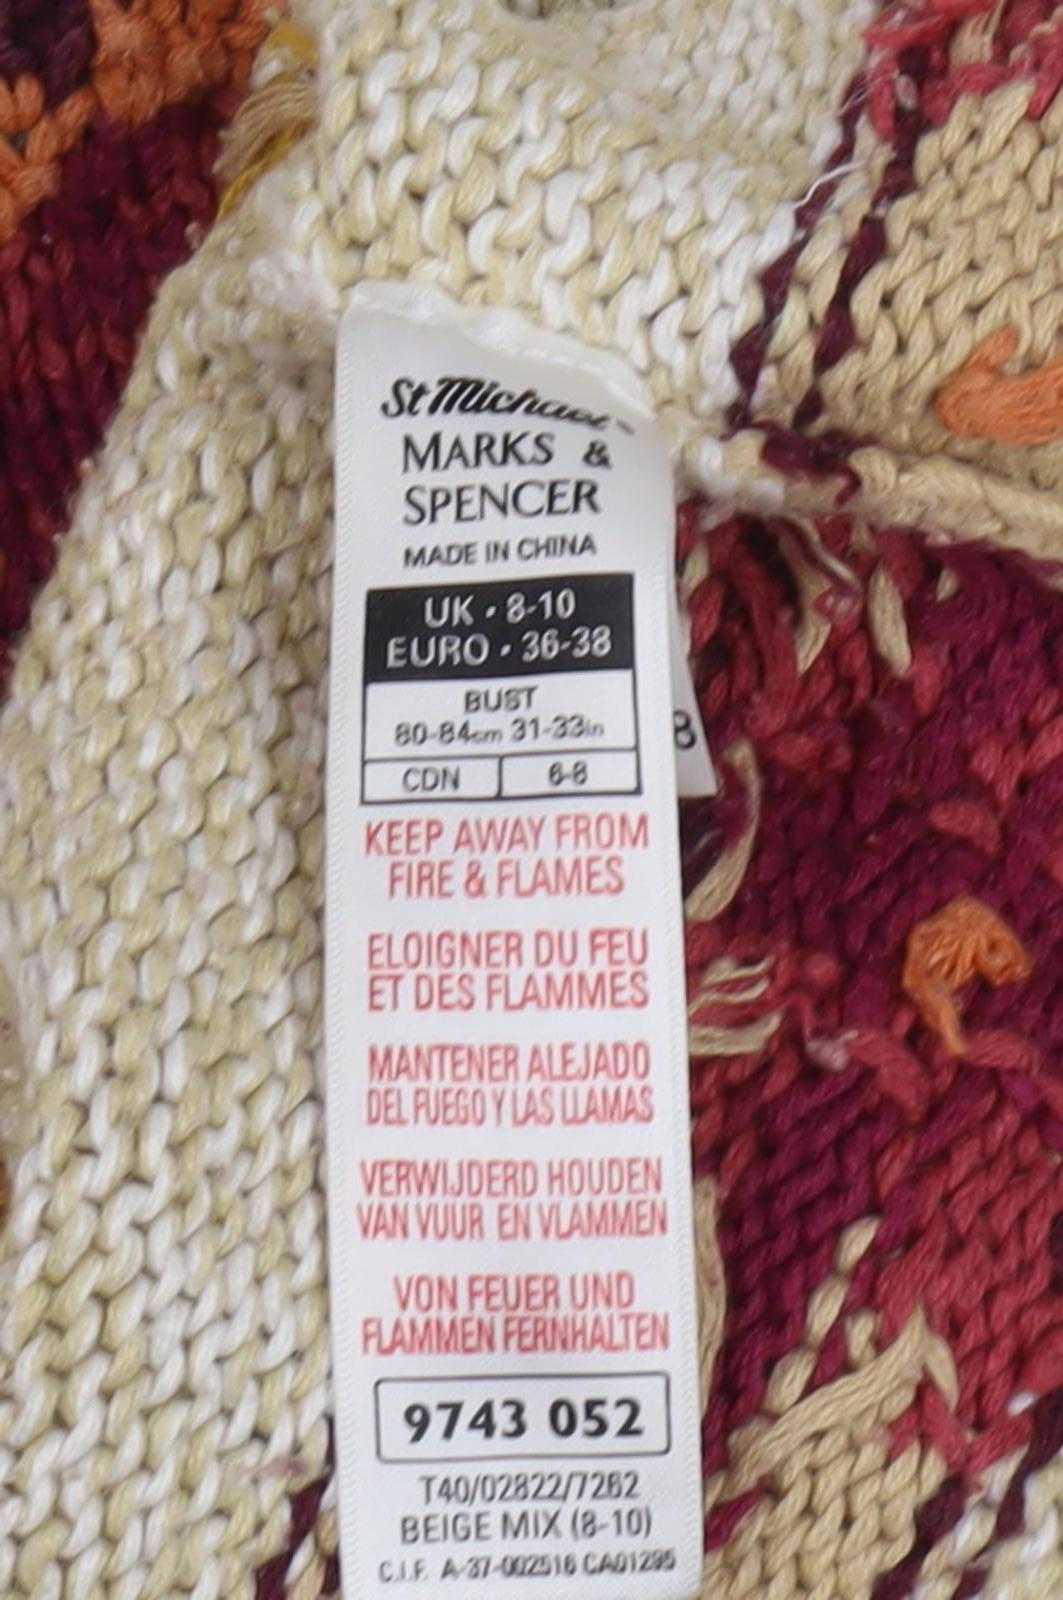 St Michael
MARKS &
SPENCER
MADE IN CHINA
UK · 8-10
EURO · 36-38
BUST
80-84cm 31-33in
CDN 6-8
8
KEEP AWAY FROM
FIRE & FLAMES
ELOIGNER DU FEU
ET DES FLAMMES
MANTENER ALEJADO
DEL FUEGO Y LAS LLAMAS
VERWIJDERD HOUDEN
VAN VUUR EN VLAMMEN
VON FEUER UND
FLAMMEN FERNHALTEN
9743 052
T40/02822/7262
BEIGE MIX (8-10)
C.I.F. A-37-002516 CA01295